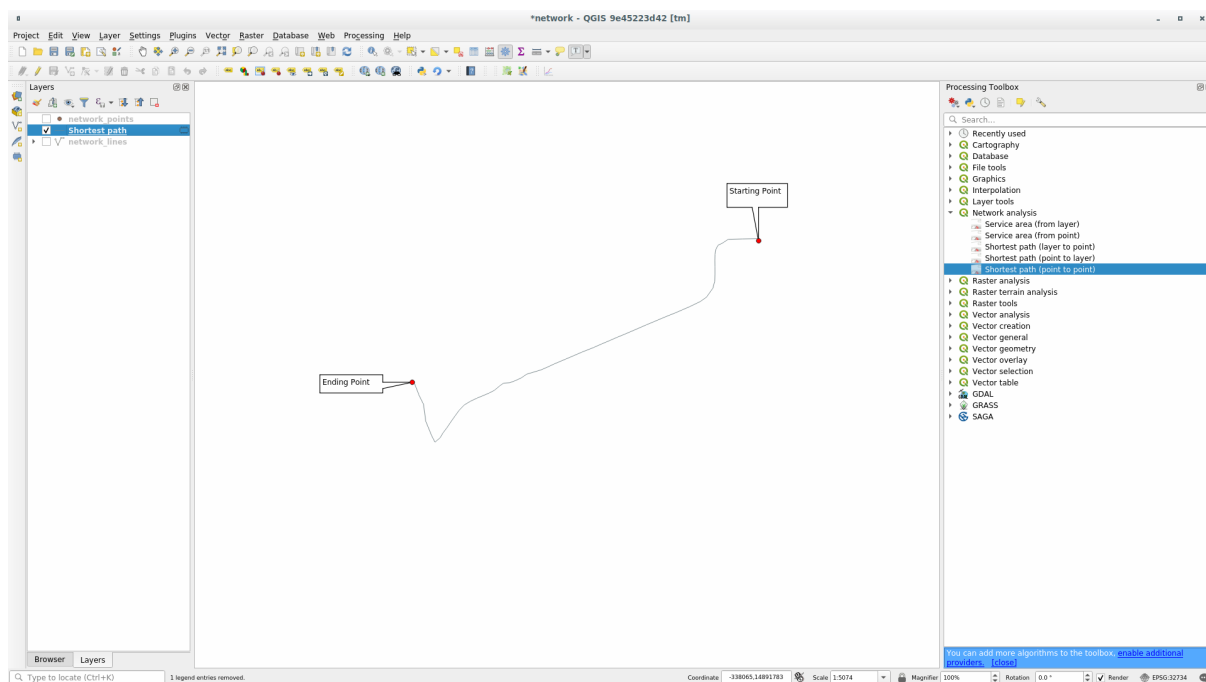 *network - QGIS 9e45223d42 [tm]
Project Edit View Layer Settings Plugins Vector Raster Database Web Processing Help
Layers
network_points
Shortest path
network_lines
Starting Point
Ending Point
Processing Toolbox
Search...
Recently used
Cartography
Database
File tools
Graphics
Interpolation
Layer tools
Network analysis
Service area (from layer)
Service area (from point)
Shortest path (layer to point)
Shortest path (point to layer)
Shortest path (point to point)
Raster analysis
Raster terrain analysis
Raster tools
Vector analysis
Vector creation
Vector general
Vector geometry
Vector overlay
Vector selection
Vector table
GDAL
GRASS
SAGA
You can add more algorithms to the toolbox, enable additional
providers. [close]
Browser Layers
Type to locate (Ctrl+K) 1 legend entries removed. Coordinate -338065,14891783 Scale 1:5074 Magnifier 100% Rotation 0.0 ° Render EPSG:32734